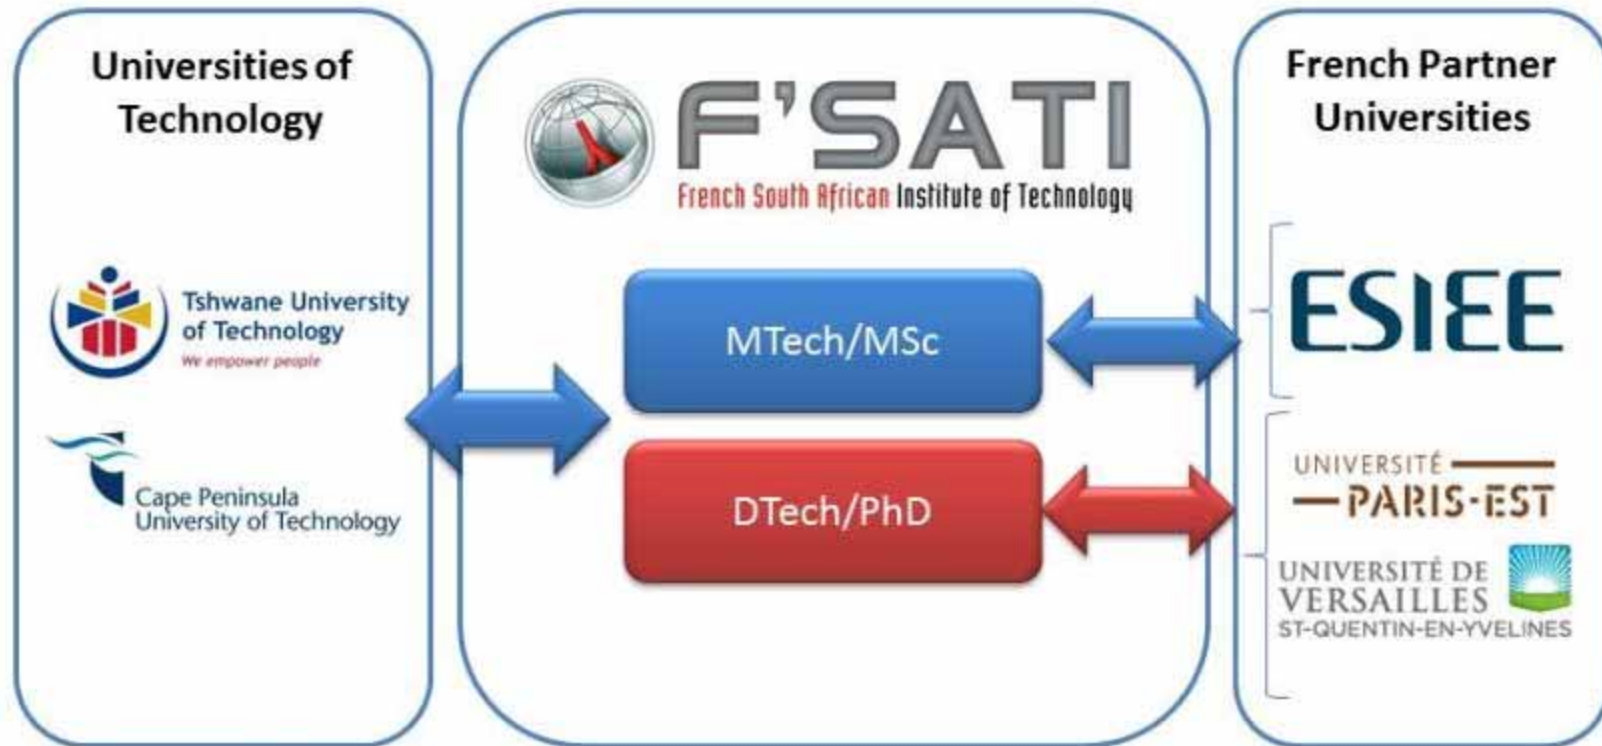 Universities of
Technology
Tshwane University
of Technology
We empower people
Cape Peninsula
University of Technology
F'SATI
French South African Institute of Technology
MTech/MSc
DTech/PhD
French Partner
Universities
ESIEE
UNIVERSITÉ
PARIS-EST
UNIVERSITÉ DE
VERSAILLES
ST-QUENTIN-EN-YVELINES